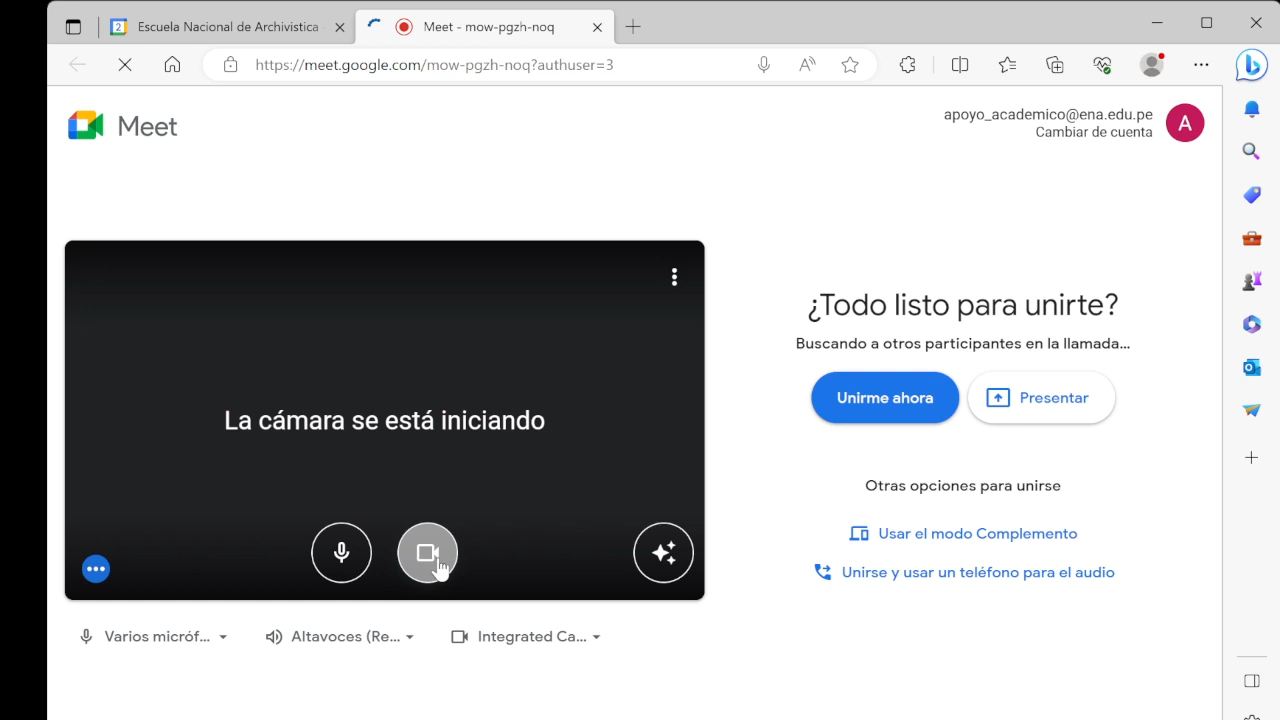 2 Escuela Nacional de Archivística
Meet - mow-pgzh-noq
https://meet.google.com/mow-pgzh-noq?authuser=3
Meet
apoyo_academico@ena.edu.pe
Cambiar de cuenta
A
La cámara se está iniciando
¿Todo listo para unirte?
Buscando a otros participantes en la llamada...
Unirme ahora
Presentar
Otras opciones para unirse
Usar el modo Complemento
Unirse y usar un teléfono para el audio
Varios micróf...
Altavoces (Re...
Integrated Ca...